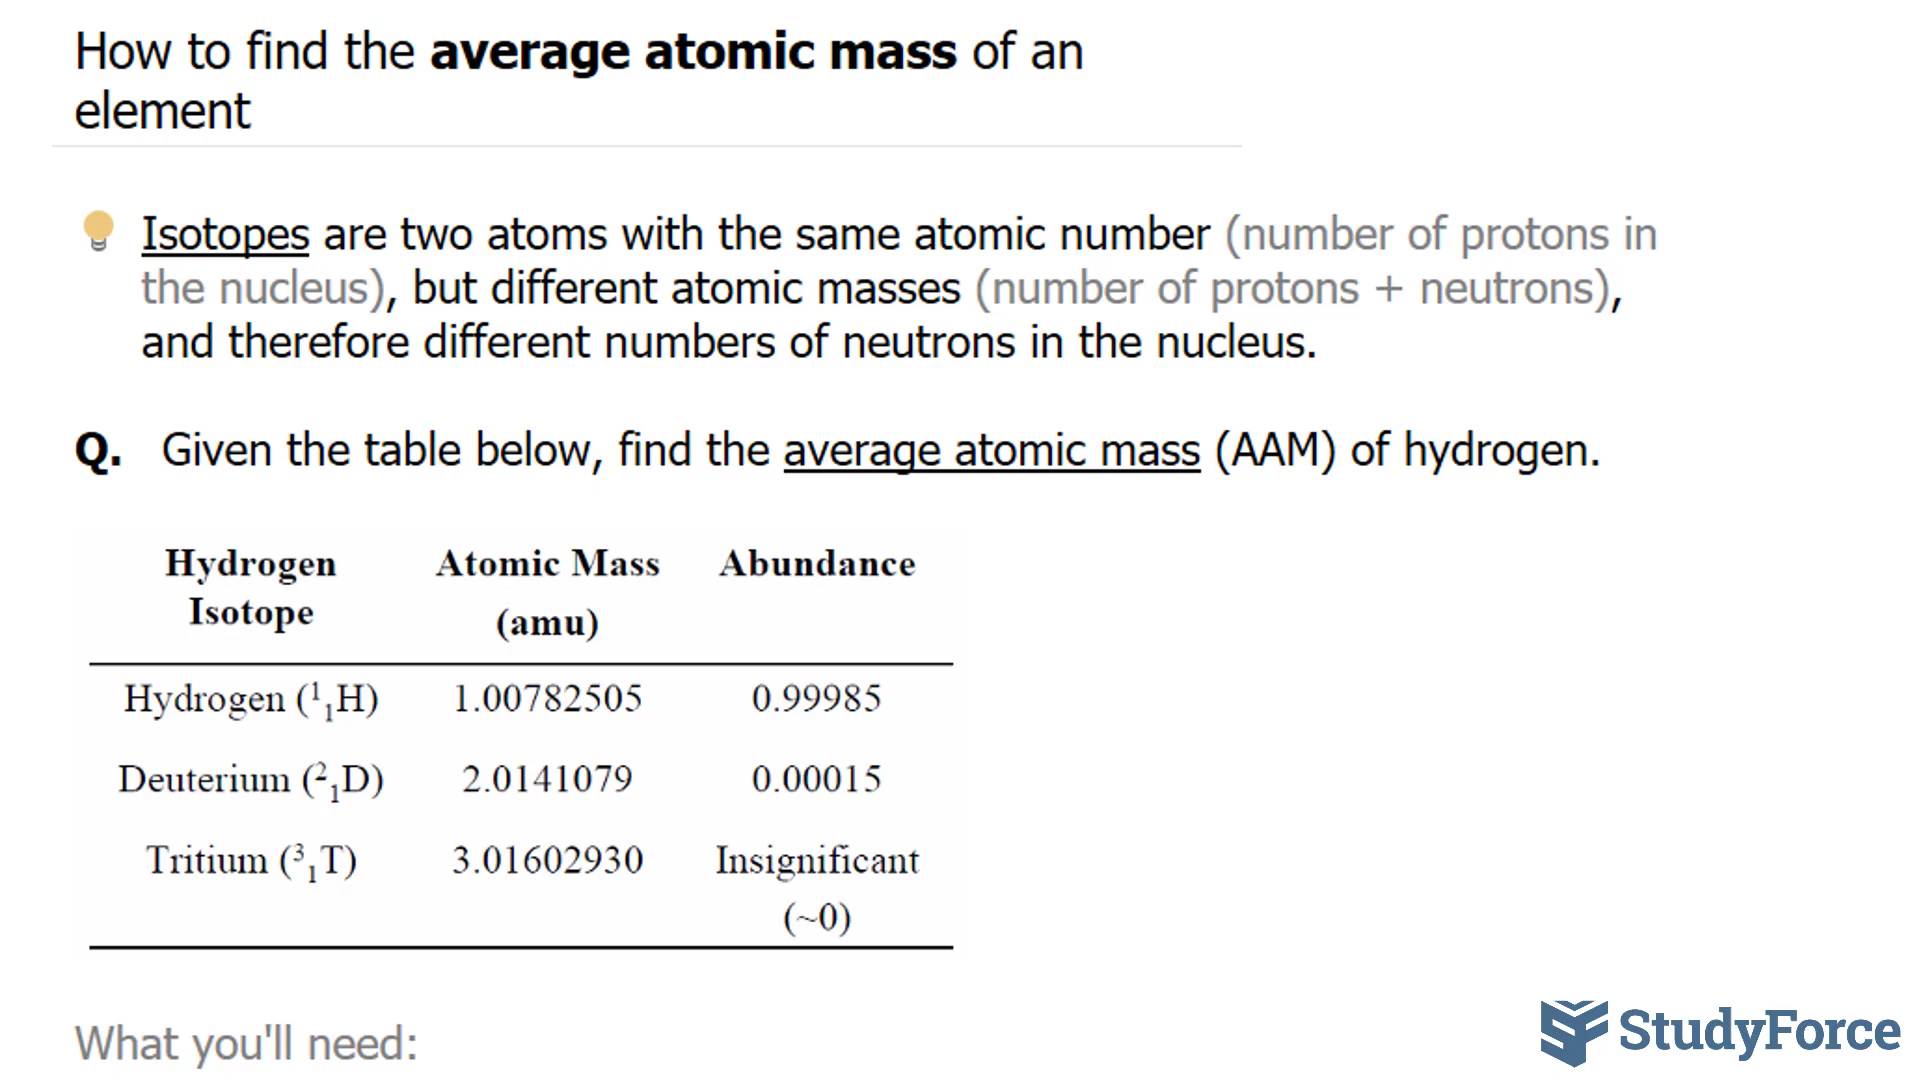 How to find the average atomic mass of an
element
Isotopes are two atoms with the same atomic number (number of protons in
the nucleus), but different atomic masses (number of protons + neutrons),
and therefore different numbers of neutrons in the nucleus.
Q. Given the table below, find the average atomic mass (AAM) of hydrogen.
Hydrogen Isotope Atomic Mass (amu) Abundance
Hydrogen (¹₁H) 1.00782505 0.99985
Deuterium (²₁D) 2.0141079 0.00015
Tritium (³₁T) 3.01602930 Insignificant
(~0)
What you'll need:
StudyForce